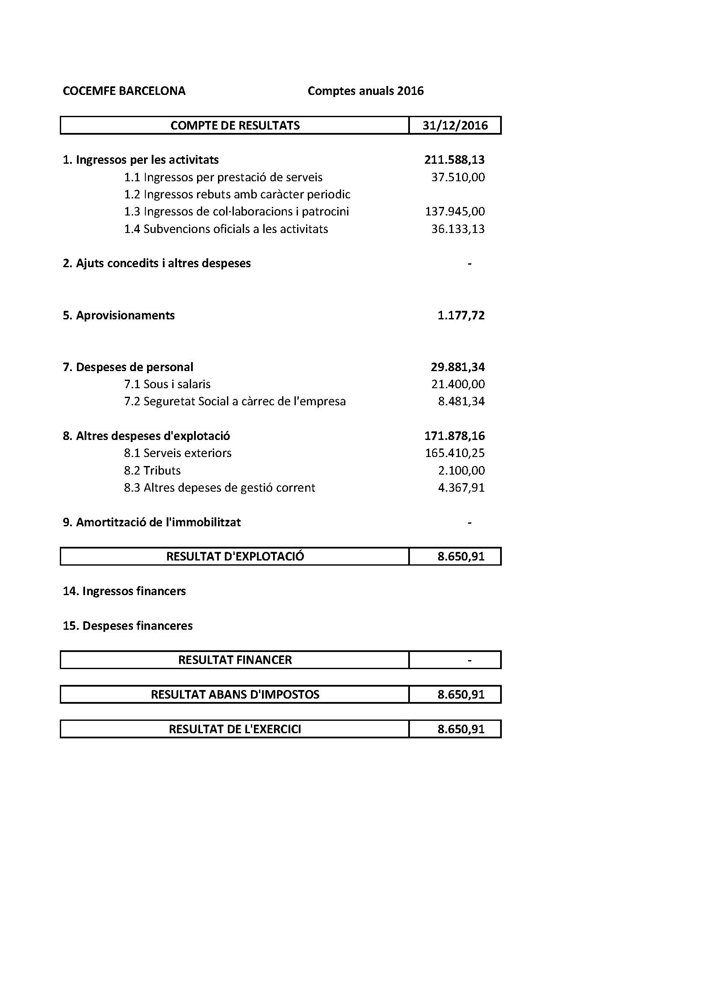 COCEMFE BARCELONA Comptes anuals 2016
COMPTE DE RESULTATS 31/12/2016
1. Ingressos per les activitats 211.588,13
1.1 Ingressos per prestació de serveis 37.510,00
1.2 Ingressos rebuts amb caràcter periodic
1.3 Ingressos de col·laboracions i patrocini 137.945,00
1.4 Subvencions oficials a les activitats 36.133,13
2. Ajuts concedits i altres despeses -
5. Aprovisionaments 1.177,72
7. Despeses de personal 29.881,34
7.1 Sous i salaris 21.400,00
7.2 Seguretat Social a càrrec de l'empresa 8.481,34
8. Altres despeses d'explotació 171.878,16
8.1 Serveis exteriors 165.410,25
8.2 Tributs 2.100,00
8.3 Altres depeses de gestió corrent 4.367,91
9. Amortització de l'immobilitzat -
RESULTAT D'EXPLOTACIÓ 8.650,91
14. Ingressos financers
15. Despeses financeres
RESULTAT FINANCER -
RESULTAT ABANS D'IMPOSTOS 8.650,91
RESULTAT DE L'EXERCICI 8.650,91